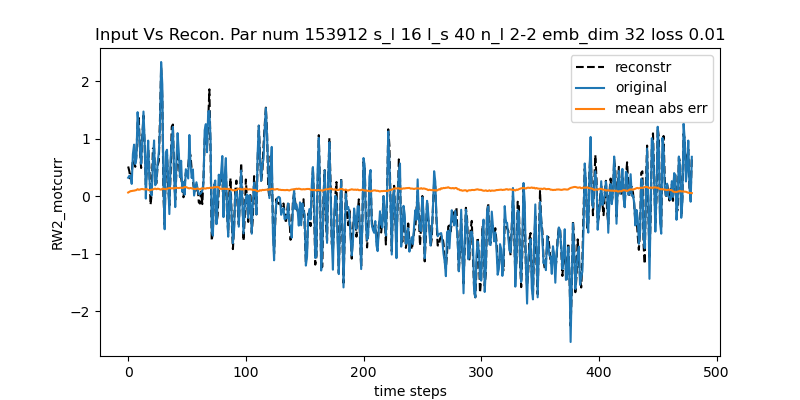 Input Vs Recon. Par num 153912 s_l 16 l_s 40 n_l 2-2 emb_dim 32 loss 0.01
reconstr
original
mean abs err
RW2_motcurr
2
1
0
−1
−2
0 100 200 300 400 500
time steps